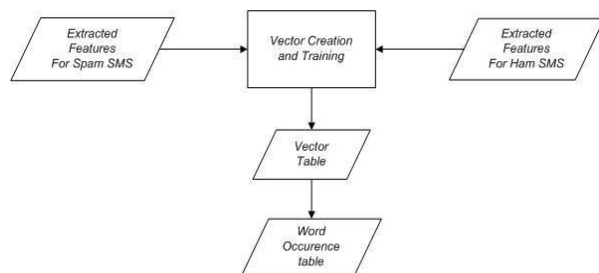 Extracted
Features
For Spam SMS
Vector Creation
and Training
Extracted
Features
For Ham SMS
Vector
Table
Word
Occurence
table